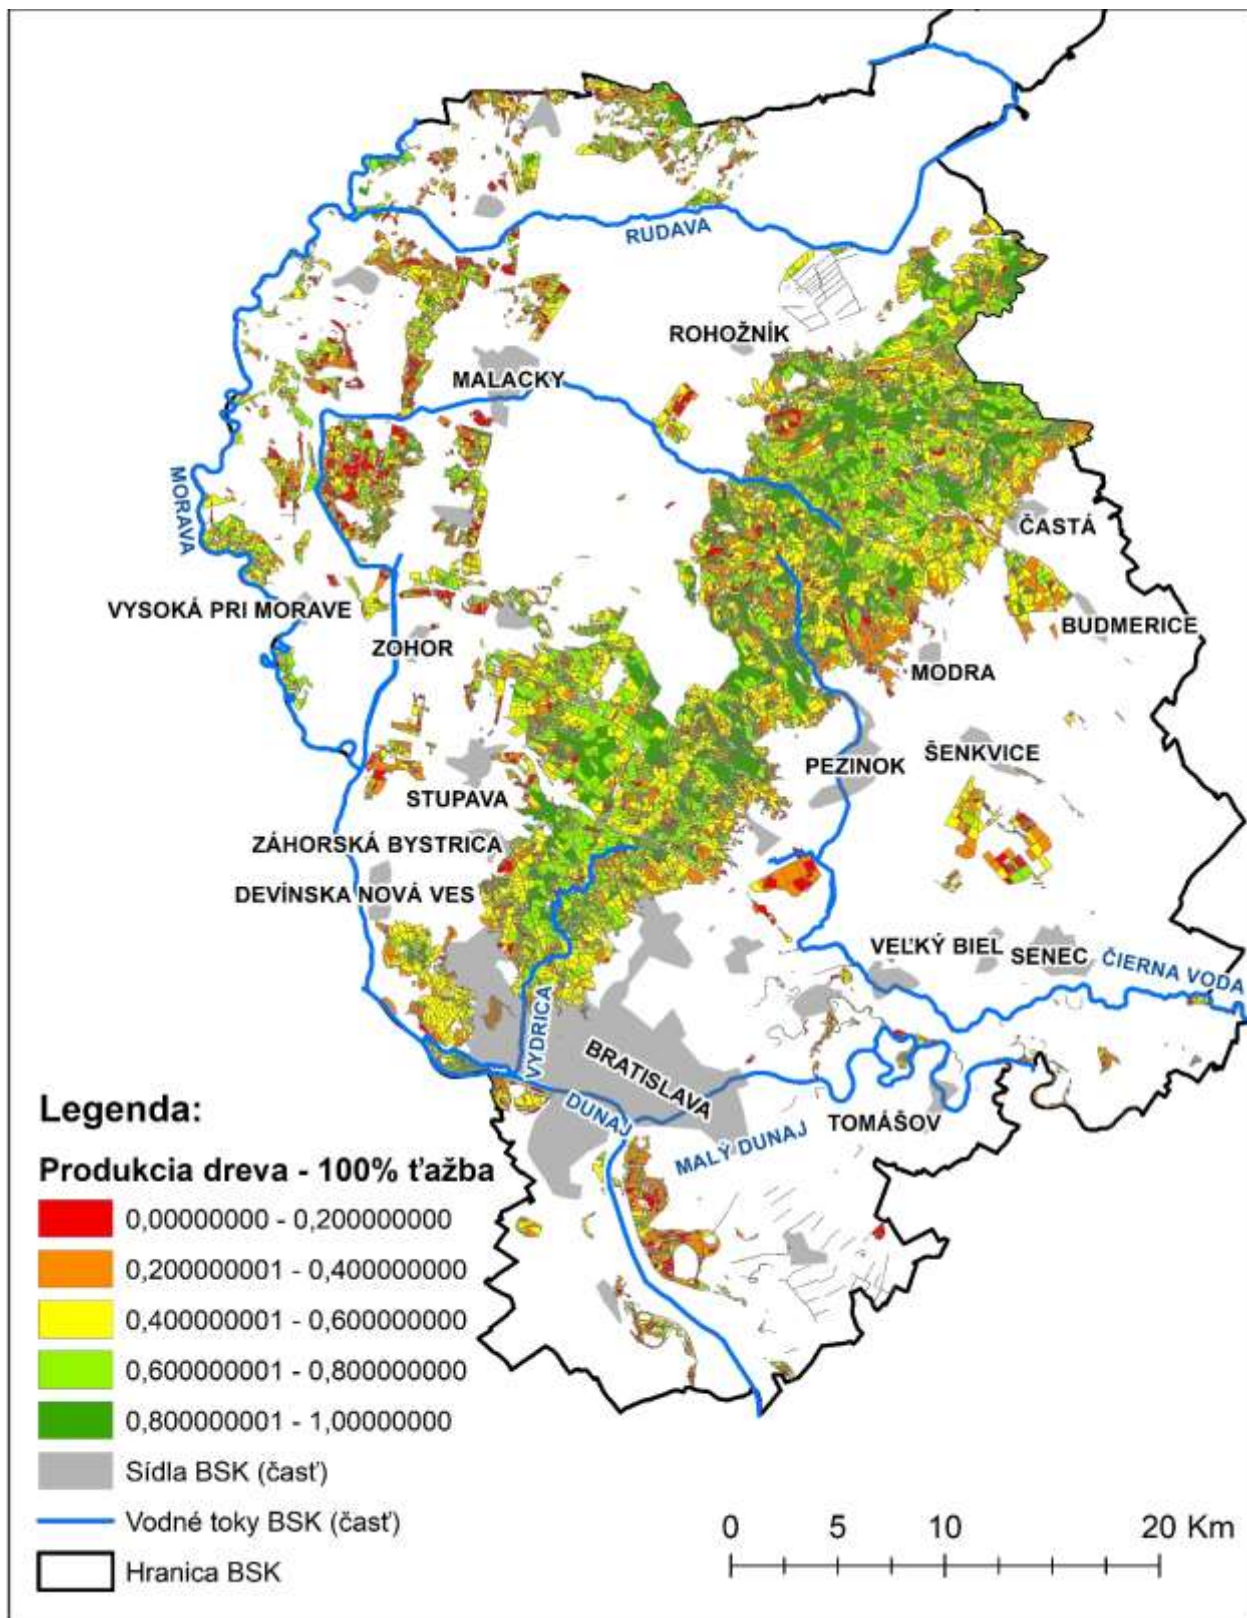 RUDAVA
ROHOŽNÍK
MALACKY
MORAVA
ČASTÁ
VYSOKÁ PRI MORAVE
BUDMERICE
ZOHOR
MODRA
ŠENKVICE
PEZINOK
STUPAVA
ZÁHORSKÁ BYSTRICA
DEVÍNSKA NOVÁ VES
VEĽKÝ BIEL
SENEC
ČIERNA VODA
VYDRICA
BRATISLAVA
DUNAJ
TOMÁŠOV
MALÝ DUNAJ
Legenda:
Produkcia dreva - 100% ťažba
0,00000000 - 0,200000000
0,200000001 - 0,400000000
0,400000001 - 0,600000000
0,600000001 - 0,800000000
0,800000001 - 1,00000000
Sídla BSK (časť)
Vodné toky BSK (časť)
Hranica BSK
0 5 10 20 Km